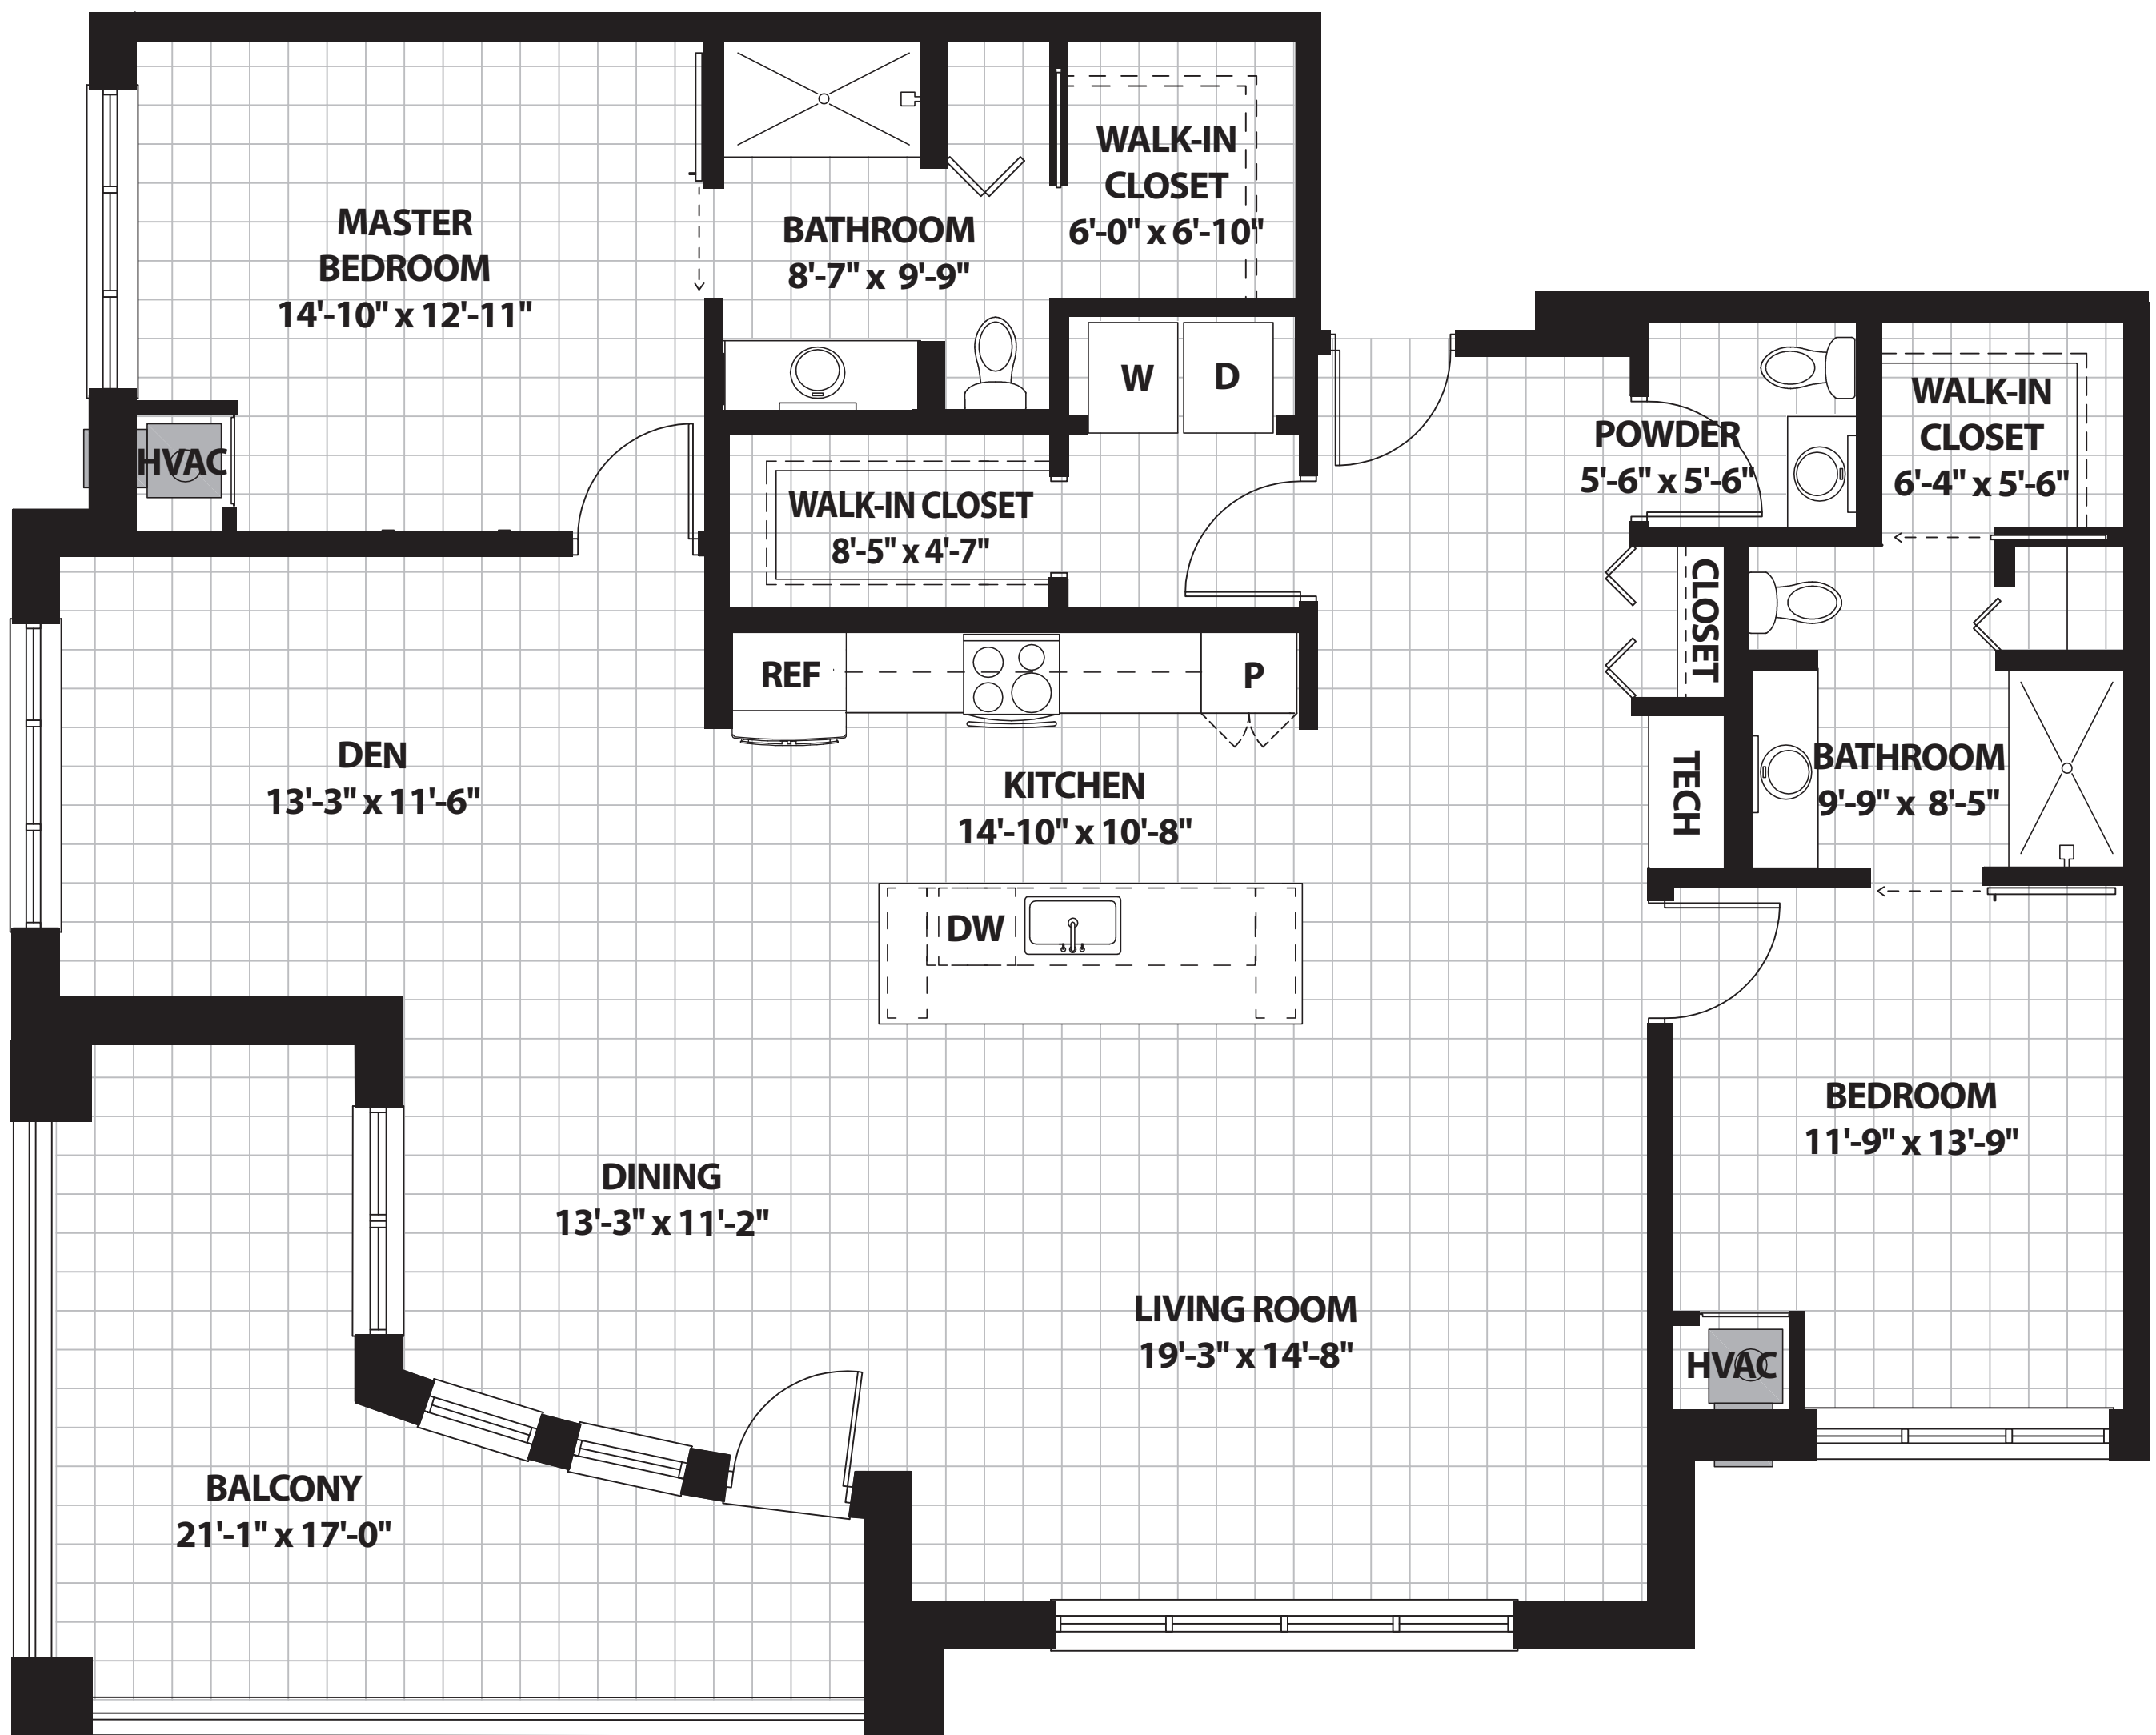 WALK-IN
CLOSET
6'-0" x 6'-10"
MASTER
BEDROOM
14'-10" x 12'-11"
BATHROOM
8'-7" x 9'-9"
W
D
WALK-IN
CLOSET
6'-4" x 5'-6"
POWDER
5'-6" x 5'-6"
HVAC
WALK-IN CLOSET
8'-5" x 4'-7"
CLOSET
REF
P
DEN
13'-3" x 11'-6"
KITCHEN
14'-10" x 10'-8"
TECH
BATHROOM
9'-9" x 8'-5"
DW
BEDROOM
11'-9" x 13'-9"
DINING
13'-3" x 11'-2"
LIVING ROOM
19'-3" x 14'-8"
HVAC
BALCONY
21'-1" x 17'-0"